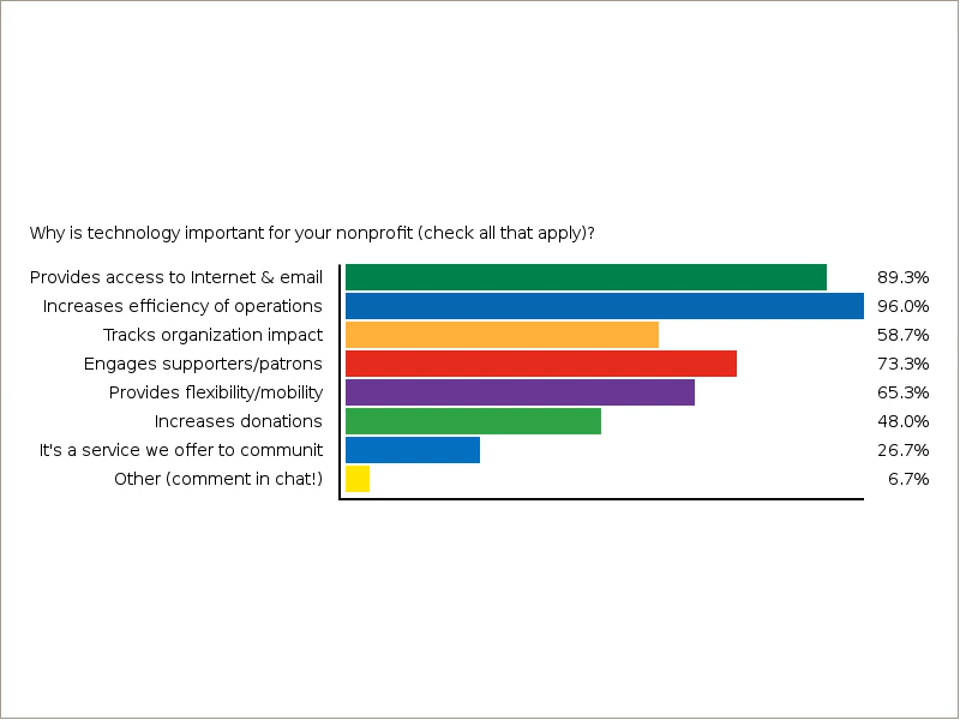 Why is technology important for your nonprofit (check all that apply)?
Provides access to Internet & email 89.3%
Increases efficiency of operations 96.0%
Tracks organization impact 58.7%
Engages supporters/patrons 73.3%
Provides flexibility/mobility 65.3%
Increases donations 48.0%
It's a service we offer to communit 26.7%
Other (comment in chat!) 6.7%